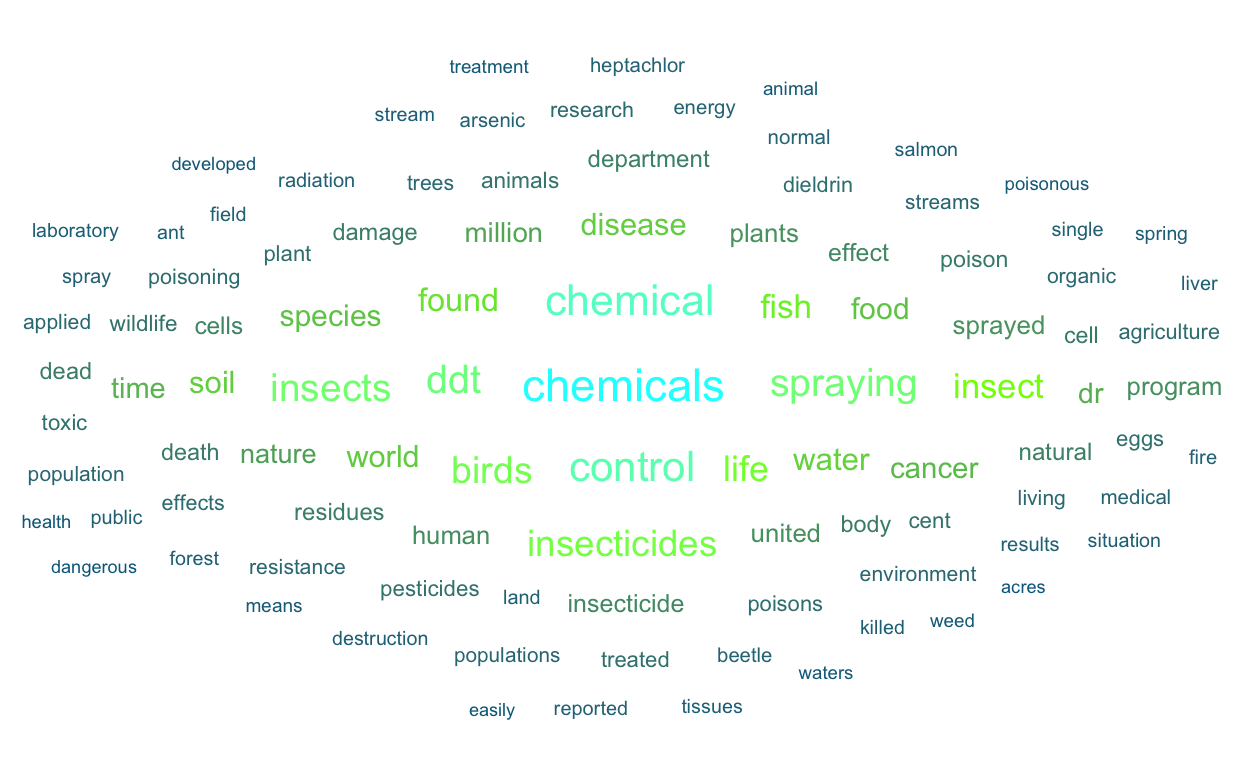 treatment
heptachlor
animal
stream
arsenic
research
energy
normal
salmon
developed
radiation
trees
animals
department
dieldrin
streams
poisonous
laboratory
ant
field
plant
damage
million
disease
plants
effect
poison
single
spring
spray
poisoning
organic
liver
applied
wildlife
cells
species
found
chemical
fish
food
sprayed
cell
agriculture
dead
time
soil
insects
ddt
chemicals
spraying
insect
dr
program
toxic
population
death
nature
world
birds
control
life
water
cancer
natural
eggs
fire
health
public
effects
residues
human
insecticides
united
body
cent
living
medical
dangerous
forest
resistance
results
situation
means
pesticides
land
insecticide
poisons
environment
acres
destruction
killed
weed
populations
treated
beetle
waters
easily
reported
tissues